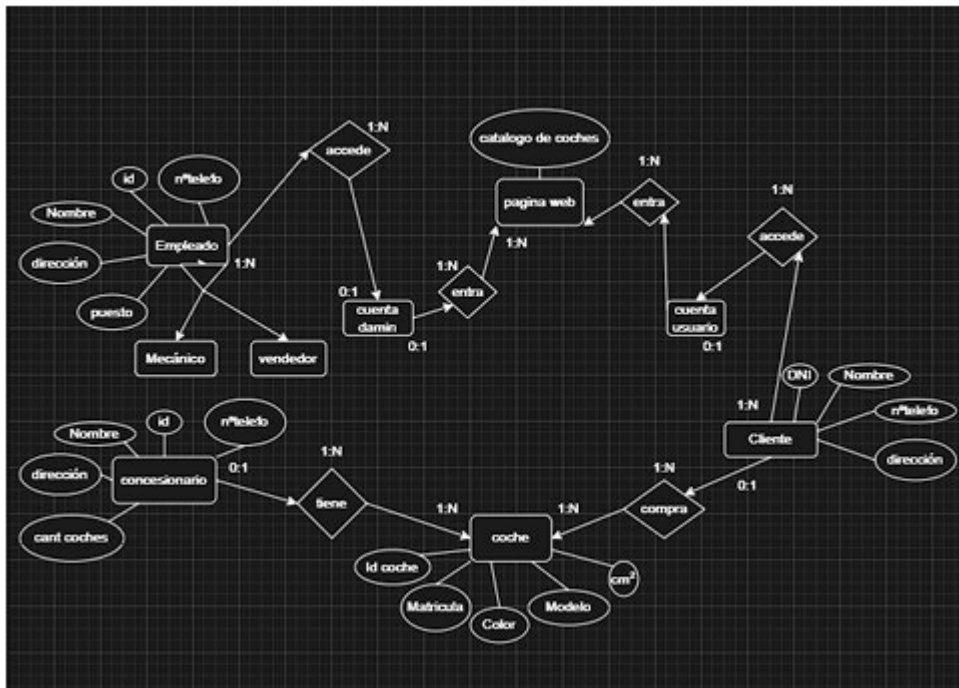 1:N
accede
catalogo de coches
1:N
id
nºtelefo
entra
1:N
Nombre
pagina web
accede
Empleado
1:N
dirección
1:N
1:N
entra
puesto
0:1
cuenta
damin
0:1
cuenta
usuario
0:1
Mecánico
vendedor
DNI
Nombre
1:N
nºtelefo
id
nºtelefo
Nombre
Cliente
dirección
0:1
1:N
dirección
concesionario
1:N
0:1
tiene
1:N
1:N
compra
cant coches
coche
Id coche
cm²
Matricula
Modelo
Color